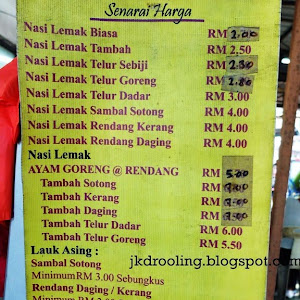 Senarai Harga
Nasi Lemak Biasa RM 2.00
Nasi Lemak Tambah RM 2,50
Nasi Lemak Telur Sebiji RM 2.80
Nasi Lemak Telur Goreng RM 2.80
Nasi Lemak Telur Dadar RM 3.00
Nasi Lemak Sambal Sotong RM 4.00
Nasi Lemak Rendang Kerang RM 4.00
Nasi Lemak Rendang Daging RM 4.00
Nasi Lemak
AYAM GORENG @ RENDANG RM 5.00
Tambah Sotong RM
Tambah Kerang RM
Tambah Daging RM
Tambah Telur Dadar RM 6.00
Tambah Telur Goreng RM 5.50
Lauk Asing :
Sambal Sotong
Minimum RM 3.00 Sebungkus
Rendang Daging / Kerang
jkdrooling.blogspot.com